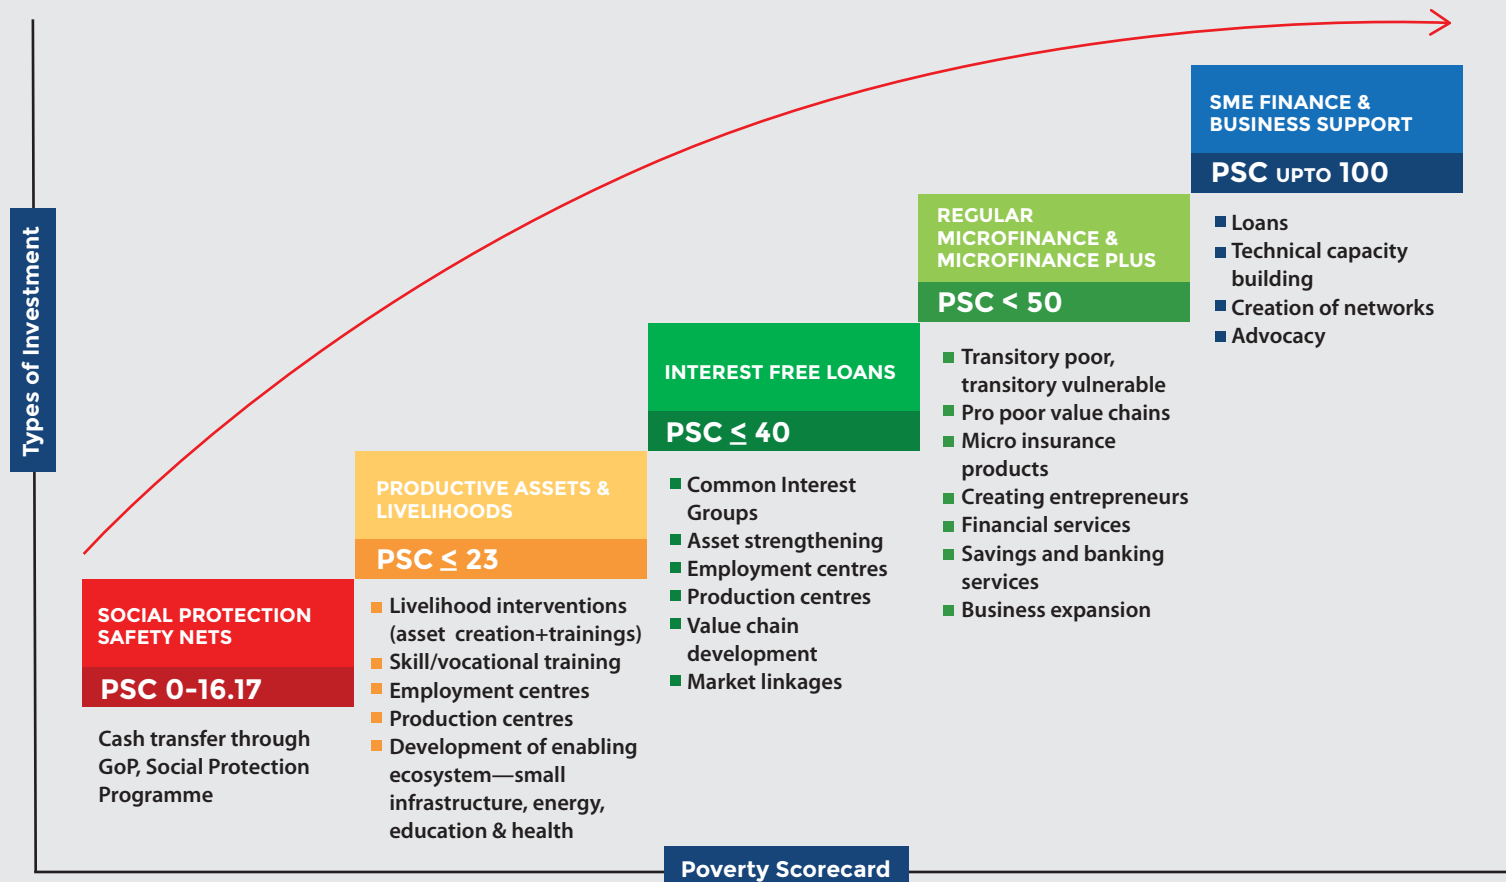 Types of Investment
SOCIAL PROTECTION
SAFETY NETS
PSC 0-16.17
Cash transfer through
GoP, Social Protection
Programme
PRODUCTIVE ASSETS &
LIVELIHOODS
PSC ≤ 23
Livelihood interventions
(asset creation+trainings)
Skill/vocational training
Employment centres
Production centres
Development of enabling
ecosystem—small
infrastructure, energy,
education & health
INTEREST FREE LOANS
PSC ≤ 40
Common Interest
Groups
Asset strengthening
Employment centres
Production centres
Value chain
development
Market linkages
REGULAR
MICROFINANCE &
MICROFINANCE PLUS
PSC < 50
Transitory poor,
transitory vulnerable
Pro poor value chains
Micro insurance
products
Creating entrepreneurs
Financial services
Savings and banking
services
Business expansion
SME FINANCE &
BUSINESS SUPPORT
PSC UPTO 100
Loans
Technical capacity
building
Creation of networks
Advocacy
Poverty Scorecard